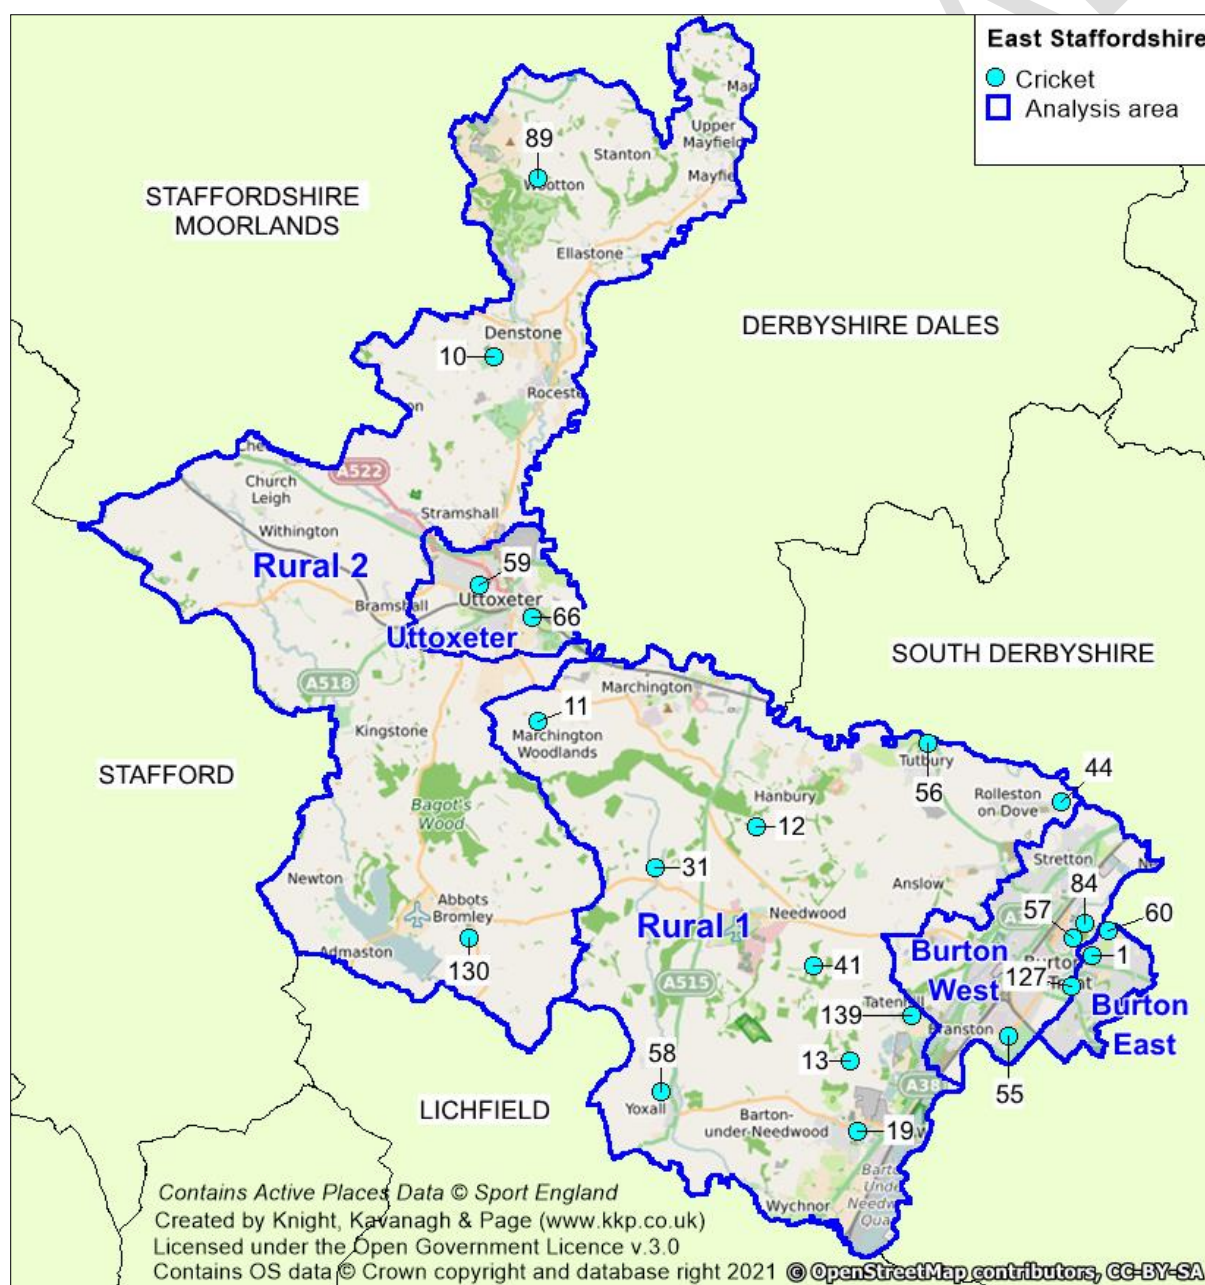 East Staffordshire
Cricket
Analysis area
89
Upper
Mayfield
Stanton
Wootton
STAFFORDSHIRE
MOORLANDS
Ellastone
DERBYSHIRE DALES
Denstone
10
A522
Church
Leigh
Stramshall
Withington
Rural 2
59
Uttoxeter
Bramshall
66
Uttoxeter
SOUTH DERBYSHIRE
A518
Marchington
11
Kingstone
Marchington
Woodlands
STAFFORD
Tutbury
56
44
Rolleston
on Dove
Bagot's
Wood
Hanbury
12
Stretton
31
Newton
Anslow
84
Abbots
Bromley
Rural 1
Needwood
57
60
Admaston
130
41
Burton
West
1
127
A515
139
Branston
Burton
East
58
13
55
A38
LICHFIELD
Yoxall
Barton-
under-Needwood
19
Wychnor
Contains Active Places Data © Sport England
Created by Knight, Kavanagh & Page (www.kkp.co.uk)
Licensed under the Open Government Licence v.3.0
Contains OS data © Crown copyright and database right 2021 © OpenStreetMap contributors, CC-BY-SA